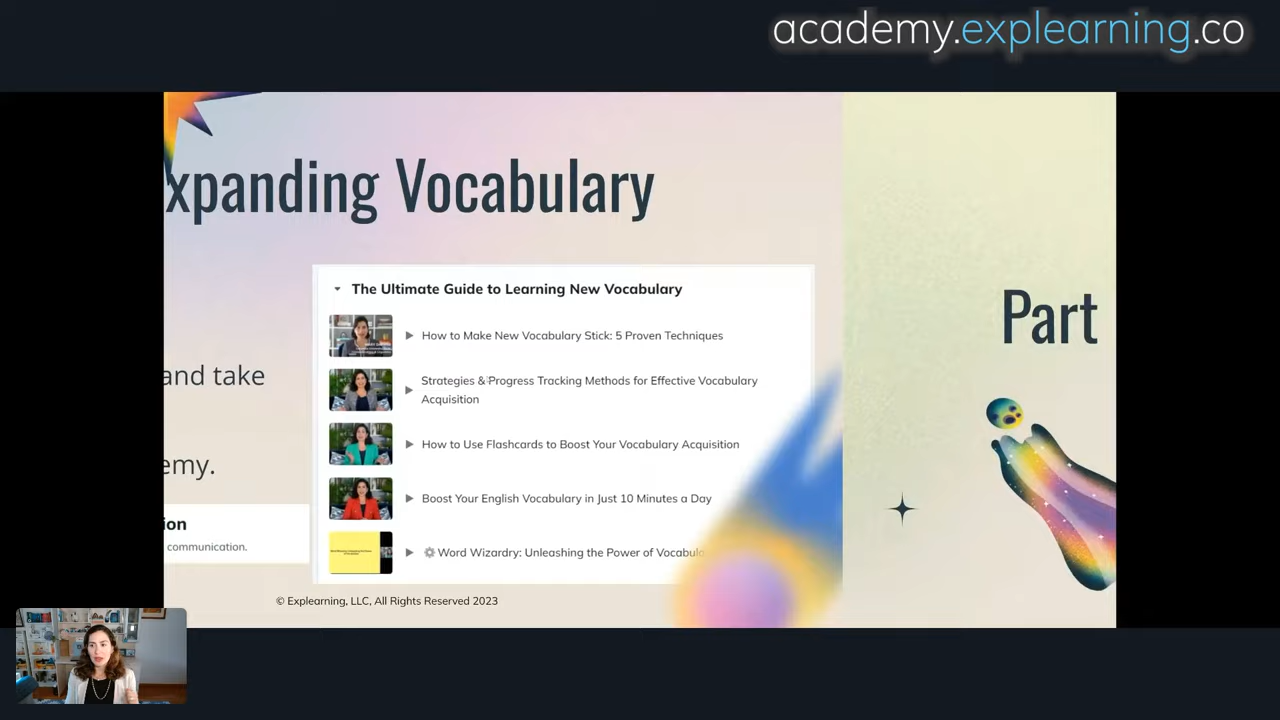 academy.explearning.co
xpanding Vocabulary
The Ultimate Guide to Learning New Vocabulary
How to Make New Vocabulary Stick: 5 Proven Techniques
Strategies & Progress Tracking Methods for Effective Vocabulary
Acquisition
How to Use Flashcards to Boost Your Vocabulary Acquisition
Boost Your English Vocabulary in Just 10 Minutes a Day
Word Wizardry: Unleashing the Power of Vocabul
and take
emy.
ion
communication.
© Explearning, LLC, All Rights Reserved 2023
Part